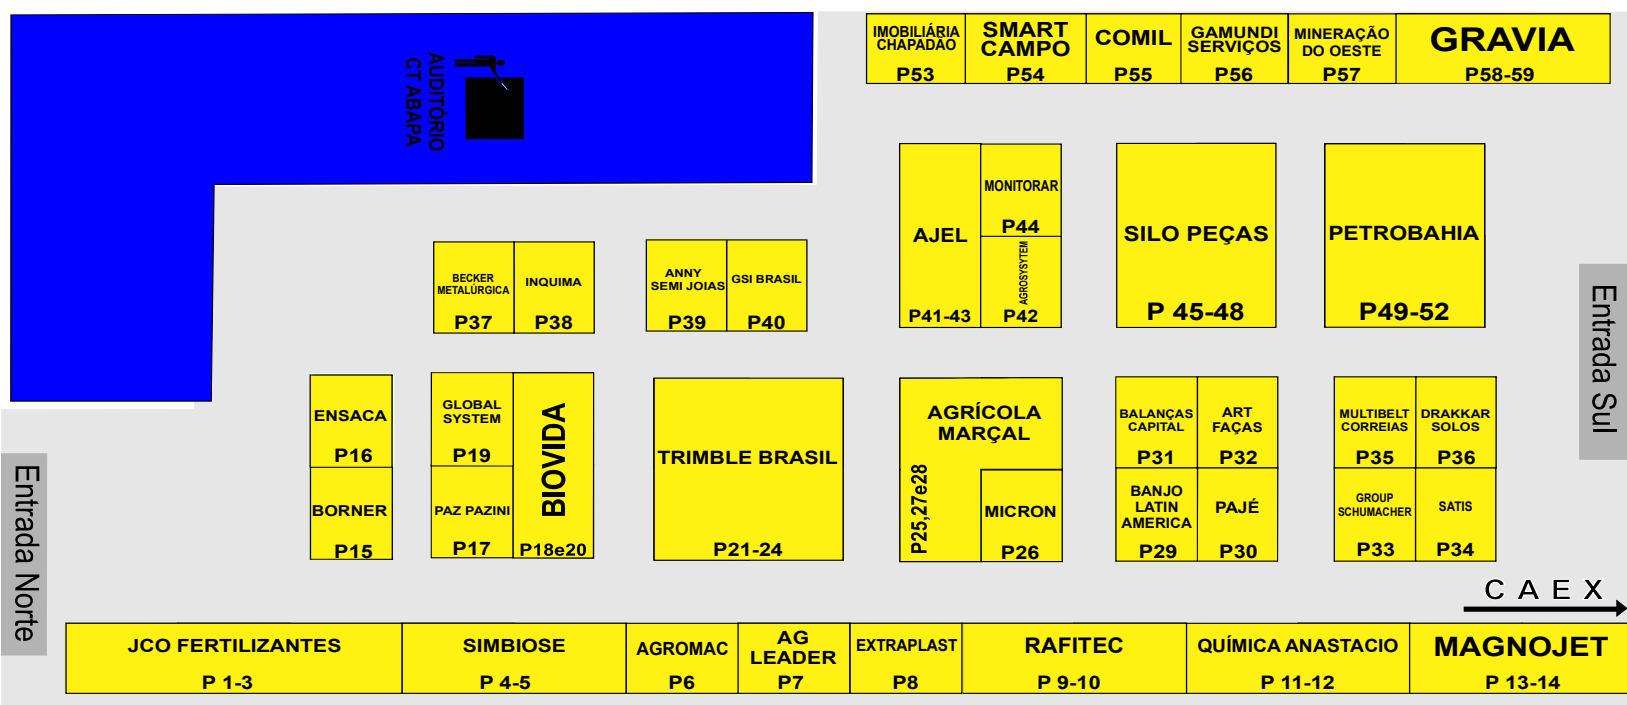 AUDITÓRIO
CT ABAPA
IMOBILIÁRIA
CHAPADÃO
P53
SMART
CAMPO
P54
COMIL
P55
GAMUNDI
SERVIÇOS
P56
MINERAÇÃO
DO OESTE
P57
GRAVIA
P58-59
AJEL
P41-43
MONITORAR
P44
AGROSYSYTEM
P42
SILO PEÇAS
P 45-48
PETROBAHIA
P49-52
Entrada Sul
BECKER
METALÚRGICA
P37
INQUIMA
P38
ANNY
SEMI JOIAS
P39
GSI BRASIL
P40
ENSACA
P16
BORNER
P15
GLOBAL
SYSTEM
P19
PAZ PAZINI
P17
BIOVIDA
P18e20
TRIMBLE BRASIL
P21-24
AGRÍCOLA
MARÇAL
P25,27e28
MICRON
P26
BALANÇAS
CAPITAL
P31
ART
FAÇAS
P32
BANJO
LATIN
AMERICA
P29
PAJÉ
P30
MULTIBELT
CORREIAS
P35
DRAKKAR
SOLOS
P36
GROUP
SCHUMACHER
P33
SATIS
P34
Entrada Norte
CAEX
JCO FERTILIZANTES
P 1-3
SIMBIOSE
P 4-5
AGROMAC
P6
AG
LEADER
P7
EXTRAPLAST
P8
RAFITEC
P 9-10
QUÍMICA ANASTACIO
P 11-12
MAGNOJET
P 13-14